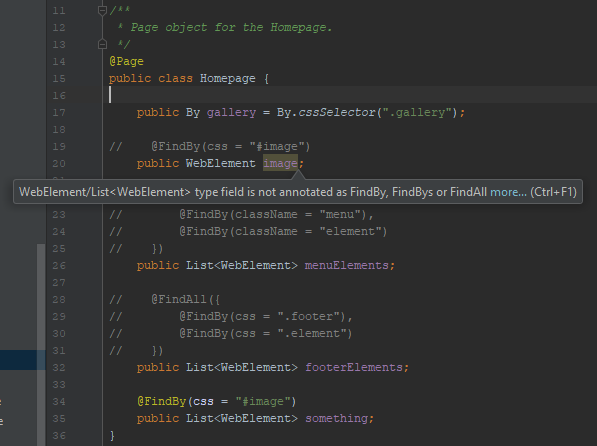 11 /**
12 * Page object for the Homepage.
13 */
14 @Page
15 public class Homepage {
16
17 public By gallery = By.cssSelector(".gallery");
18
19 // @FindBy(css = "#image")
20 public WebElement image;
WebElement/List<WebElement> type field is not annotated as FindBy, FindBys or FindAll more... (Ctrl+F1)
23 // @FindBy(className = "menu"),
24 // @FindBy(className = "element")
25 // })
26 public List<WebElement> menuElements;
27
28 // @FindAll({
29 // @FindBy(css = ".footer"),
30 // @FindBy(css = ".element")
31 // })
32 public List<WebElement> footerElements;
33
34 @FindBy(css = "#image")
35 public List<WebElement> something;
36 }